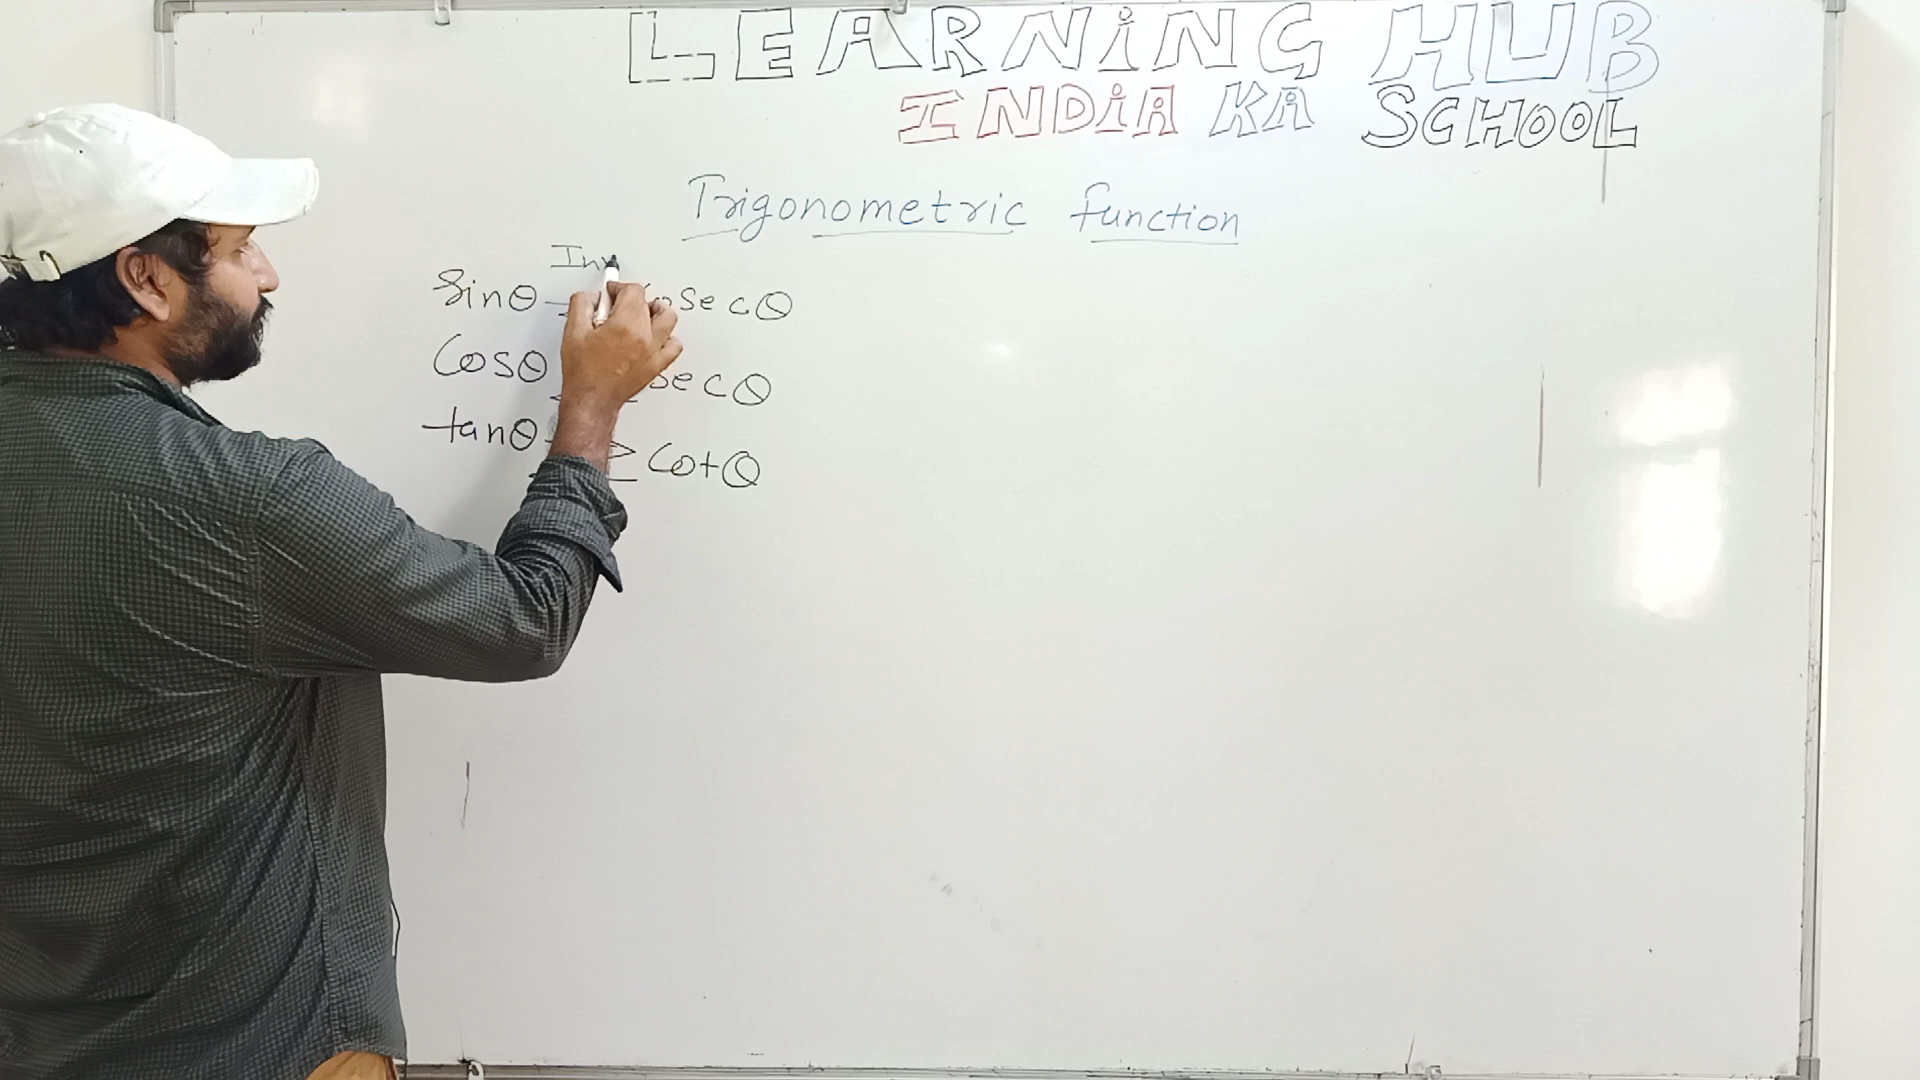 LEARNING HUB
INDIA KA SCHOOL
Trigonometric function
Inv
Sinθ Cosecθ
Cosθ Secθ
tanθ Cotθ